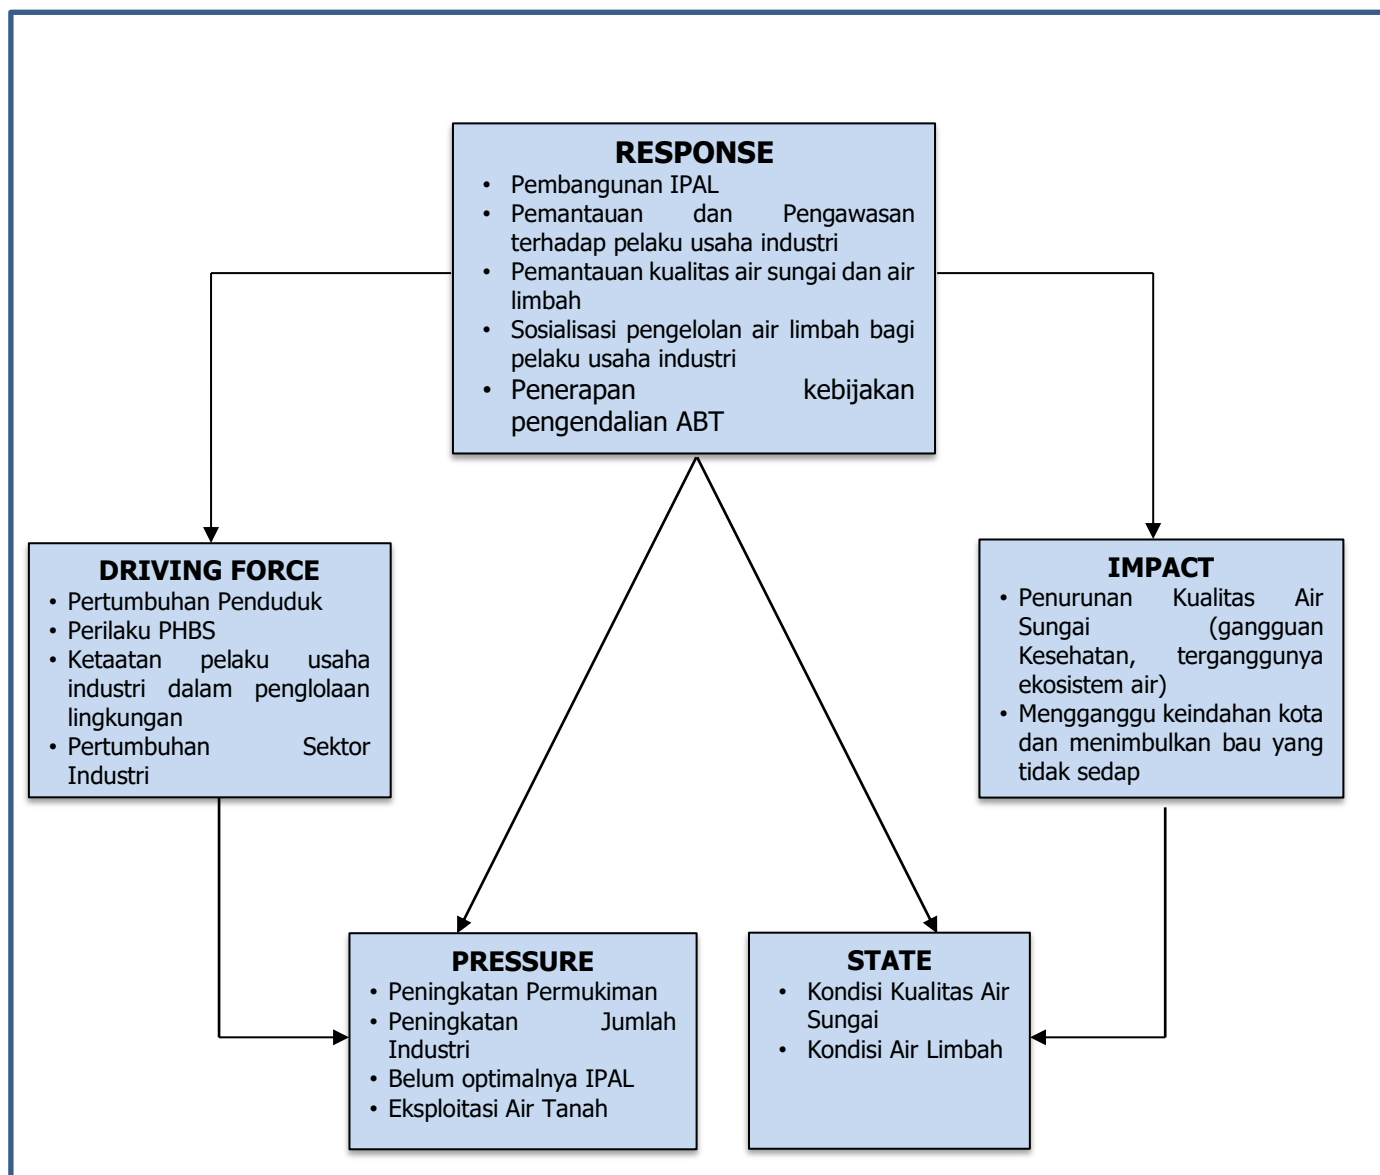 RESPONSE
• Pembangunan IPAL
• Pemantauan dan Pengawasan
terhadap pelaku usaha industri
• Pemantauan kualitas air sungai dan air
limbah
• Sosialisasi pengelolan air limbah bagi
pelaku usaha industri
• Penerapan kebijakan
pengendalian ABT
DRIVING FORCE
• Pertumbuhan Penduduk
• Perilaku PHBS
• Ketaatan pelaku usaha
industri dalam penglolaan
lingkungan
• Pertumbuhan Sektor
Industri
IMPACT
• Penurunan Kualitas Air
Sungai (gangguan
Kesehatan, terganggunya
ekosistem air)
• Mengganggu keindahan kota
dan menimbulkan bau yang
tidak sedap
PRESSURE
• Peningkatan Permukiman
• Peningkatan Jumlah
Industri
• Belum optimalnya IPAL
• Eksploitasi Air Tanah
STATE
• Kondisi Kualitas Air
Sungai
• Kondisi Air Limbah